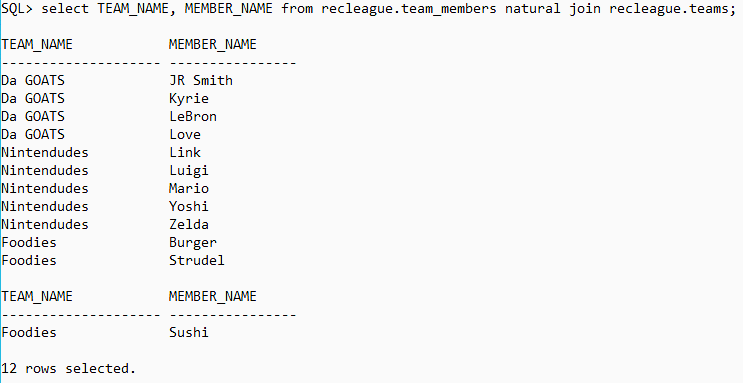 SQL> select TEAM_NAME, MEMBER_NAME from recleague.team_members natural join recleague.teams;
TEAM_NAME            MEMBER_NAME
-------------------- ----------------
Da GOATS             JR Smith
Da GOATS             Kyrie
Da GOATS             LeBron
Da GOATS             Love
Nintendudes          Link
Nintendudes          Luigi
Nintendudes          Mario
Nintendudes          Yoshi
Nintendudes          Zelda
Foodies              Burger
Foodies              Strudel
TEAM_NAME            MEMBER_NAME
-------------------- ----------------
Foodies              Sushi
12 rows selected.